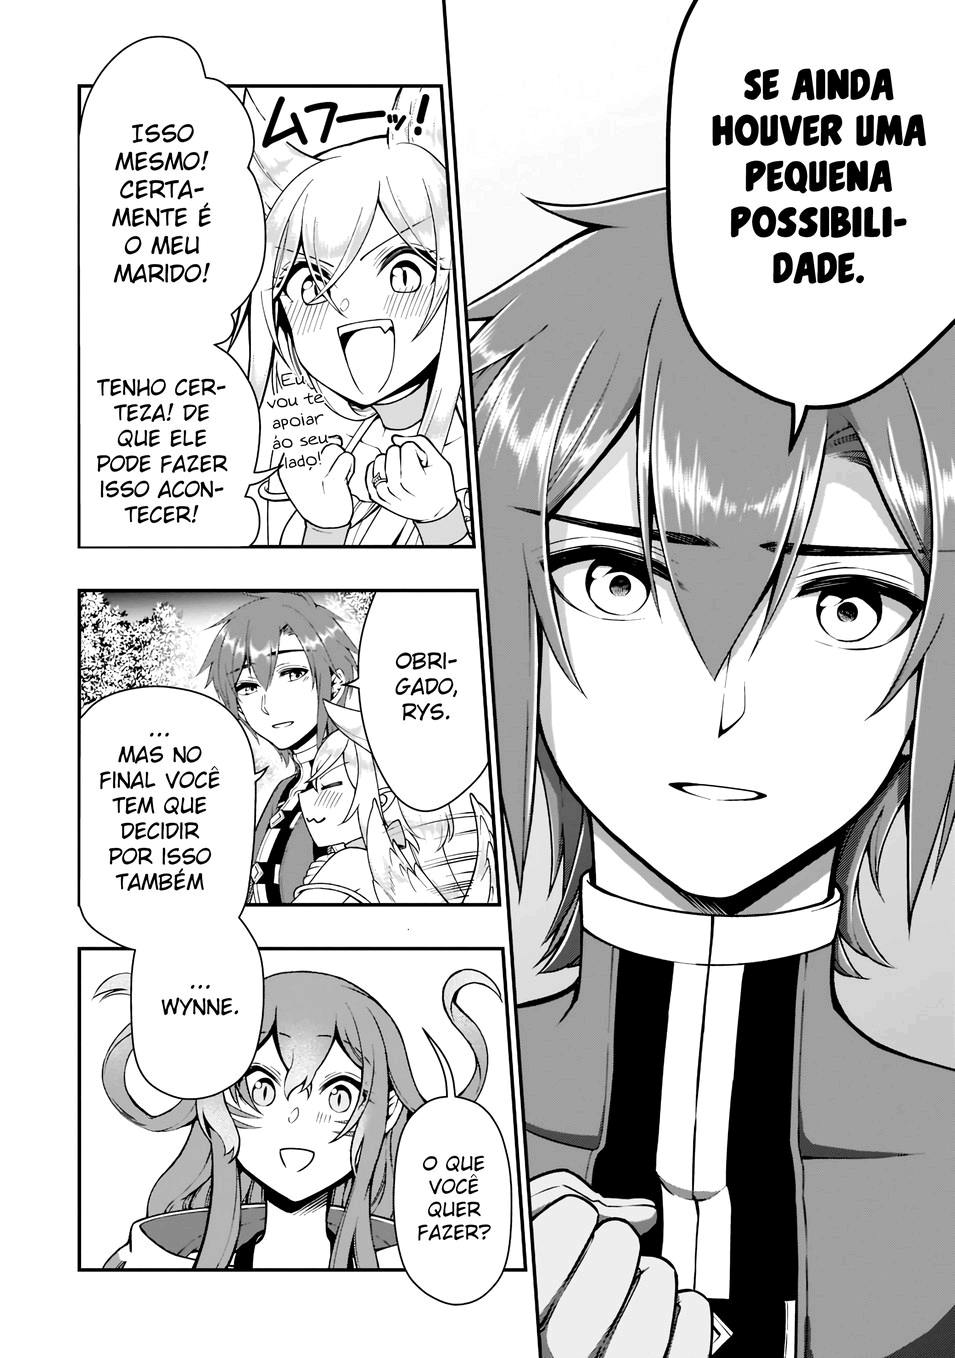 SE AINDA
HOUVER UMA
PEQUENA
POSSIBILI-
DADE.
ムフーッ!
ISSO
MESMO!
CERTA-
MENTE É
O MEU
MARIDO!
TENHO CER-
TEZA! DE
QUE ELE
PODE FAZER
ISSO ACON-
TECER!
Eu
vou te
apoiar
áo seu
lado!
OBRI-
GADO,
RYS.
...
MAS NO
FINAL VOCÊ
TEM QUE
DECIDIR
POR ISSO
TAMBÉM
...
WYNNE.
O QUE
VOCÊ
QUER
FAZER?